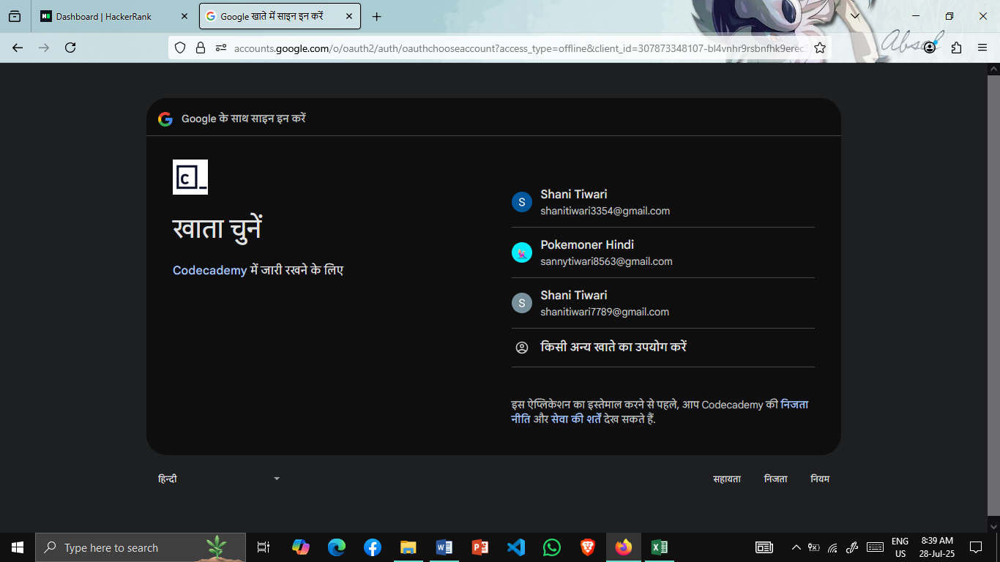 Dashboard | HackerRank
Google खाते में साइन इन करें
Absol
accounts.google.com/o/oauth2/auth/oauthchooseaccount?access_type=offline&client_id=307873348107-bl4vnhr9rsbnfhk9erec3
Google के साथ साइन इन करें
C_
खाता चुनें
Codecademy में जारी रखने के लिए
S
Shani Tiwari
shanitiwari3354@gmail.com
Pokemoner Hindi
sannytiwari8563@gmail.com
S
Shani Tiwari
shanitiwari7789@gmail.com
किसी अन्य खाते का उपयोग करें
इस ऐप्लिकेशन का इस्तेमाल करने से पहले, आप Codecademy की निजता
नीति और सेवा की शर्तें देख सकते हैं.
हिन्दी
सहायता
निजता
नियम
Type here to search
ENG
US
8:39 AM
28-Jul-25